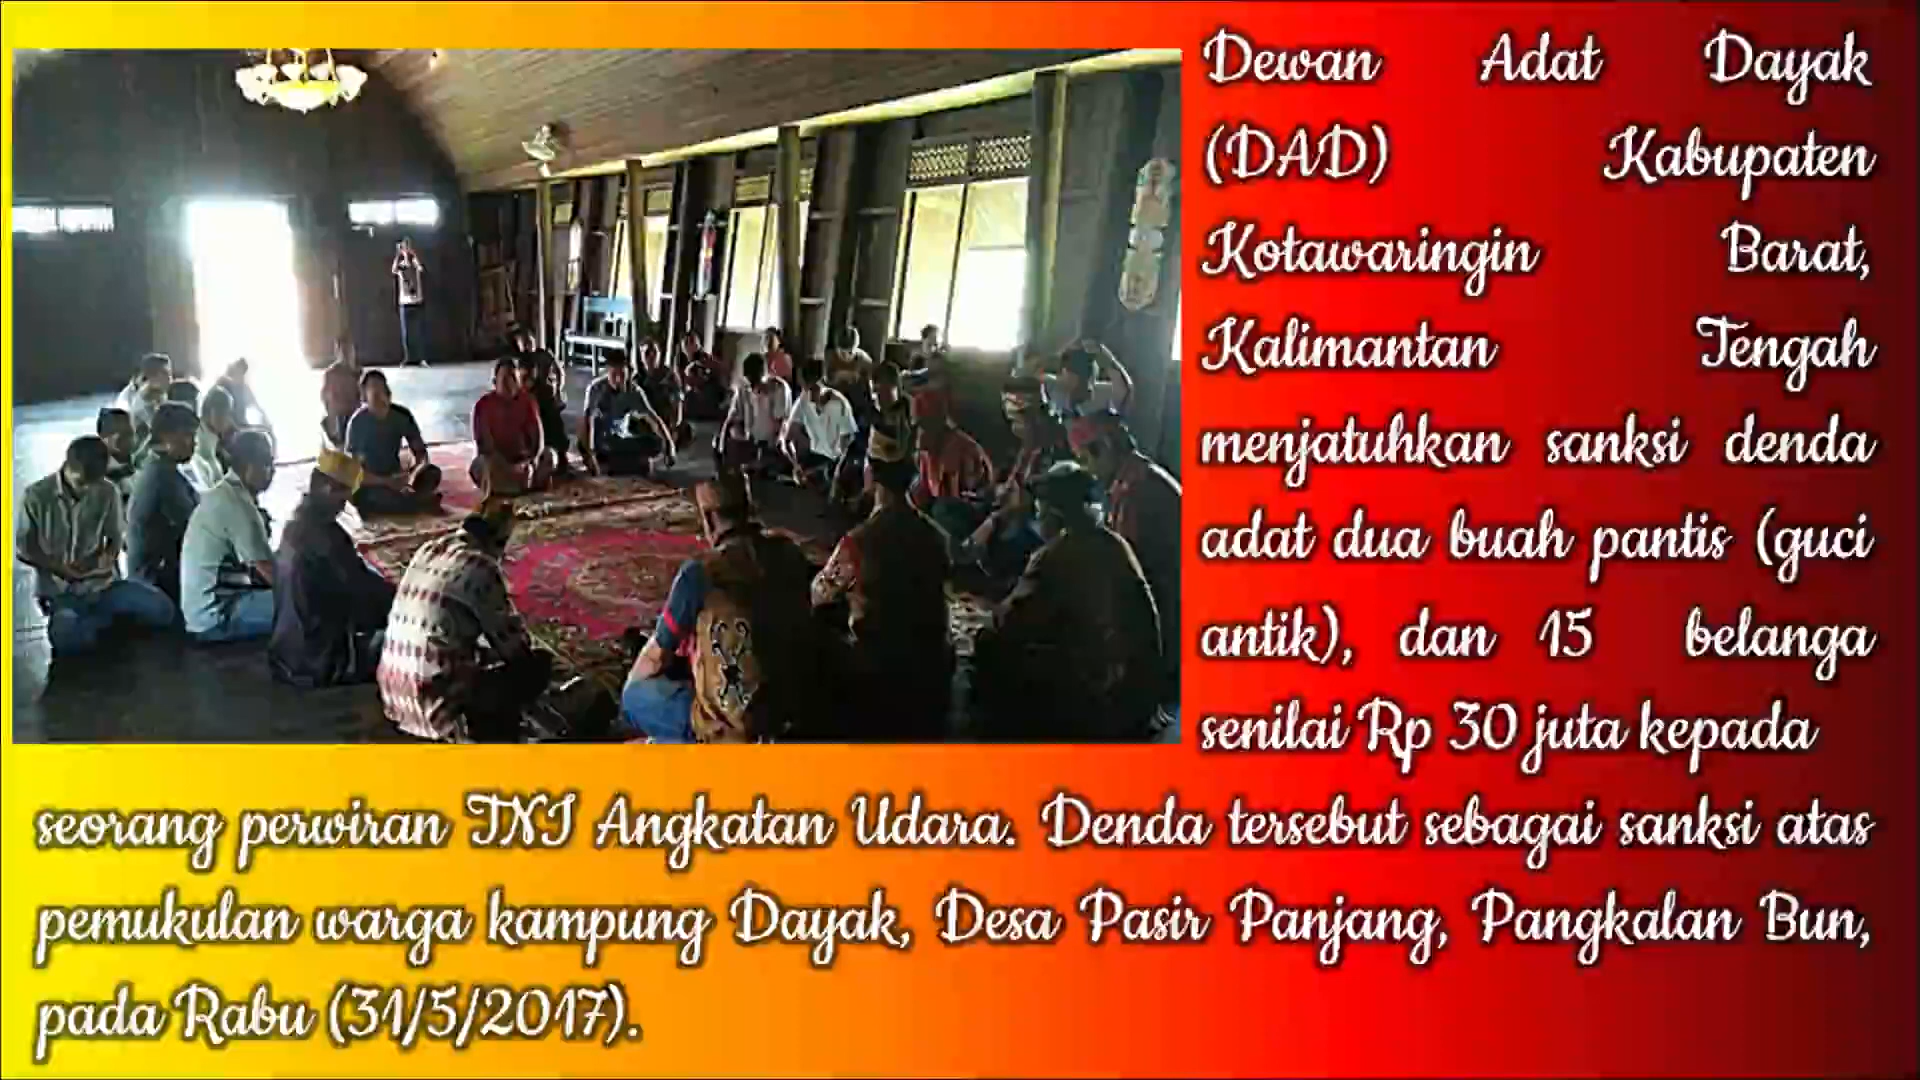 Dewan Adat Dayak
(DAD) Kabupaten
Kotawaringin Barat,
Kalimantan Tengah
menjatuhkan sanksi denda
adat dua buah pantis (guci
antik), dan 15 belanga
senilai Rp 30 juta kepada
seorang perwiran TNI Angkatan Udara. Denda tersebut sebagai sanksi atas
pemukulan warga kampung Dayak, Desa Pasir Panjang, Pangkalan Bun,
pada Rabu (31/5/2017).